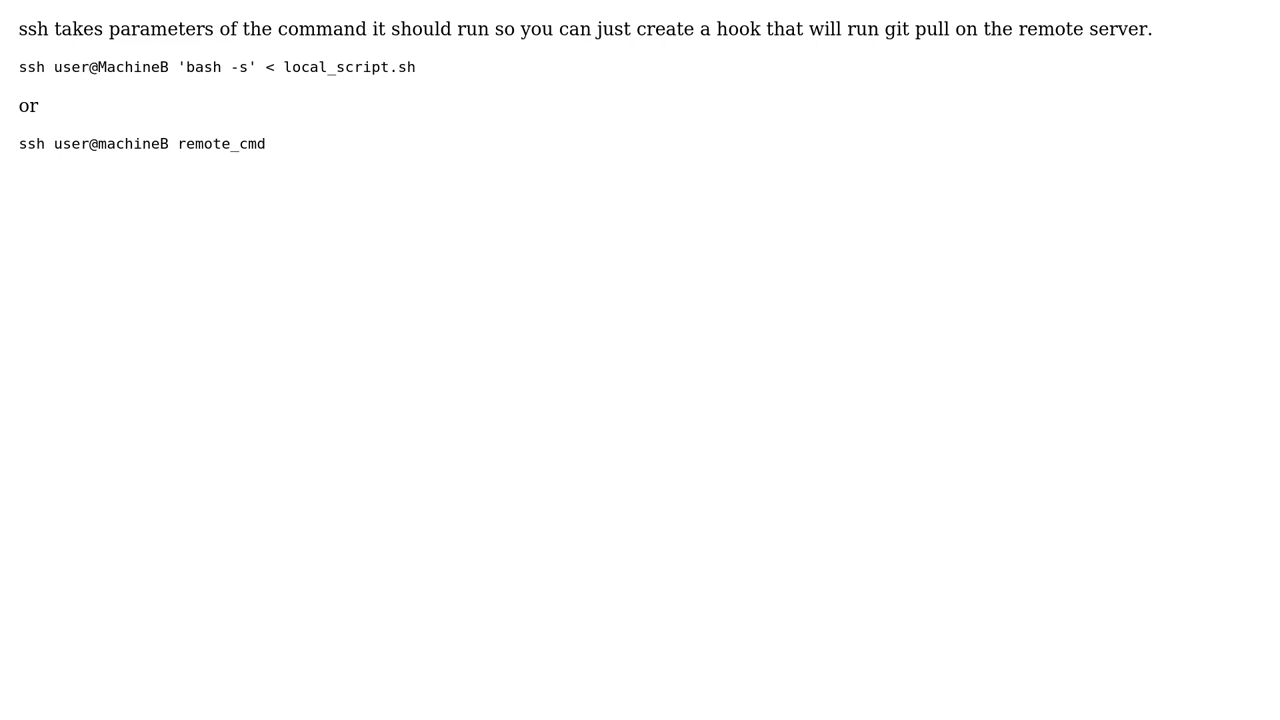 ssh takes parameters of the command it should run so you can just create a hook that will run git pull on the remote server.
ssh user@MachineB 'bash -s' < local_script.sh
or
ssh user@machineB remote_cmd